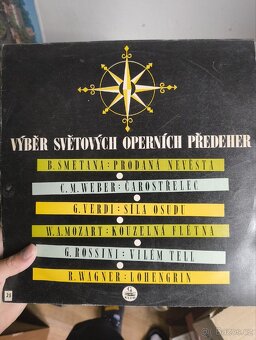 VÝBĚR SVĚTOVÝCH OPERNÍCH PŘEDEHER
B. SMETANA: PRODANÁ NEVĚSTA
C. M. WEBER: ČAROSTŘELEC
G. VERDI: SÍLA OSUDU
W. A. MOZART: KOUZELNÁ FLÉTNA
G. ROSSINI: VILÉM TELL
R. WAGNER: LOHENGRIN